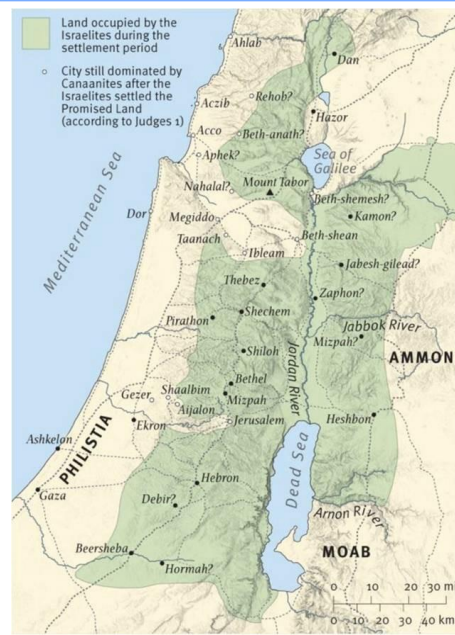 Land occupied by the
Israelites during the
settlement period
City still dominated by
Canaanites after the
Israelites settled the
Promised Land
(according to Judges 1)
Ahlab
Dan
Aczib
Rehob?
Hazor
Acco
Beth-anath?
Aphek?
Sea of
Galilee
Nahalal?
Mount Tabor
Beth-shemesh?
Mediterranean Sea
Dor
Megiddo
Kamon?
Taanach
Beth-shean
Ibleam
Jabesh-gilead?
Thebez
Zaphon?
Pirathon
Shechem
Jabbok River
Mizpah?
Shiloh
Jordan River
AMMON
Bethel
Gezer
Shaalbim
Mizpah
Aijalon
Jerusalem
Heshbon
Ekron
Ashkelon
PHILISTIA
Dead Sea
Gaza
Hebron
Debir?
Arnon River
Beersheba
MOAB
Hormah?
0 10 20 30 m
0 10 20 30 40 km